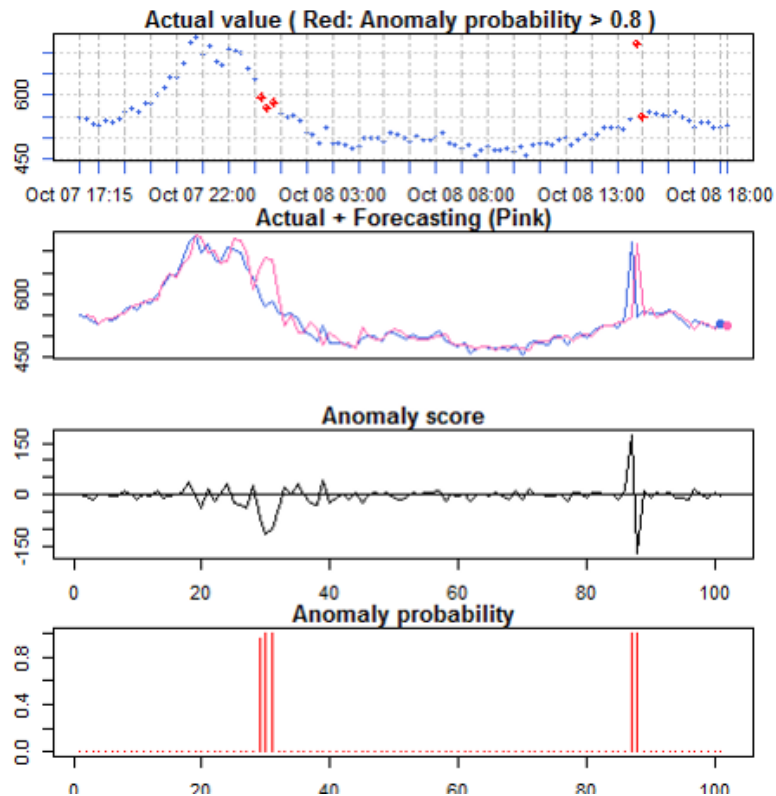 Actual value ( Red: Anomaly probability > 0.8 )
600
450
Oct 07 17:15 Oct 07 22:00 Oct 08 03:00 Oct 08 08:00 Oct 08 13:00 Oct 08 18:00
Actual + Forecasting (Pink)
600
450
Anomaly score
150
0
-150
0 20 40 60 80 100
Anomaly probability
0.8
0.4
0.0
0 20 40 60 80 100